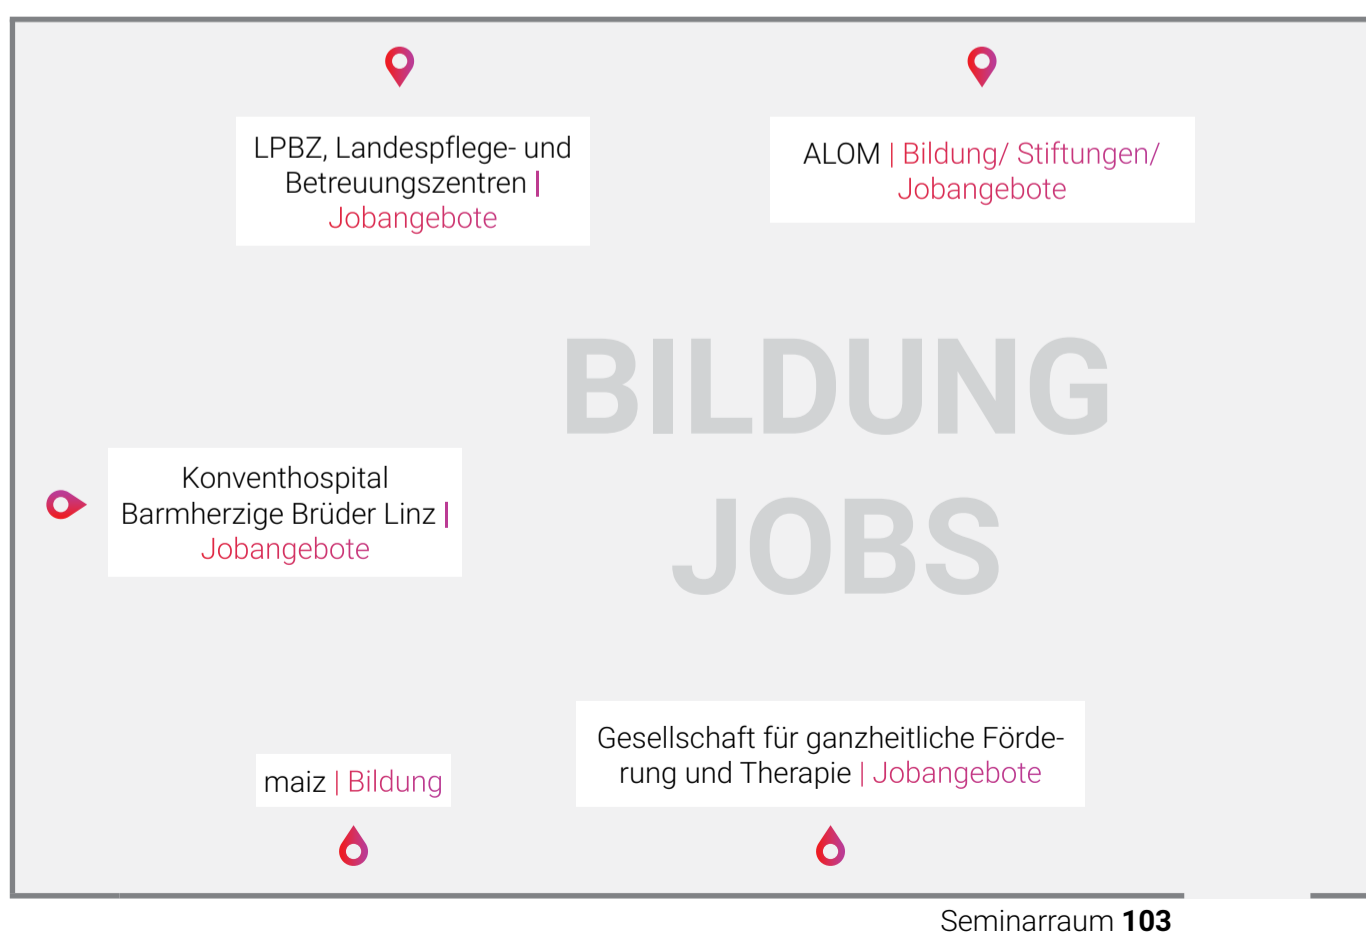 LPBZ, Landespflege- und
Betreuungszentren |
Jobangebote
ALOM | Bildung/ Stiftungen/
Jobangebote
BILDUNG
JOBS
Konventhospital
Barmherzige Brüder Linz |
Jobangebote
maiz | Bildung
Gesellschaft für ganzheitliche Förde-
rung und Therapie | Jobangebote
Seminarraum 103